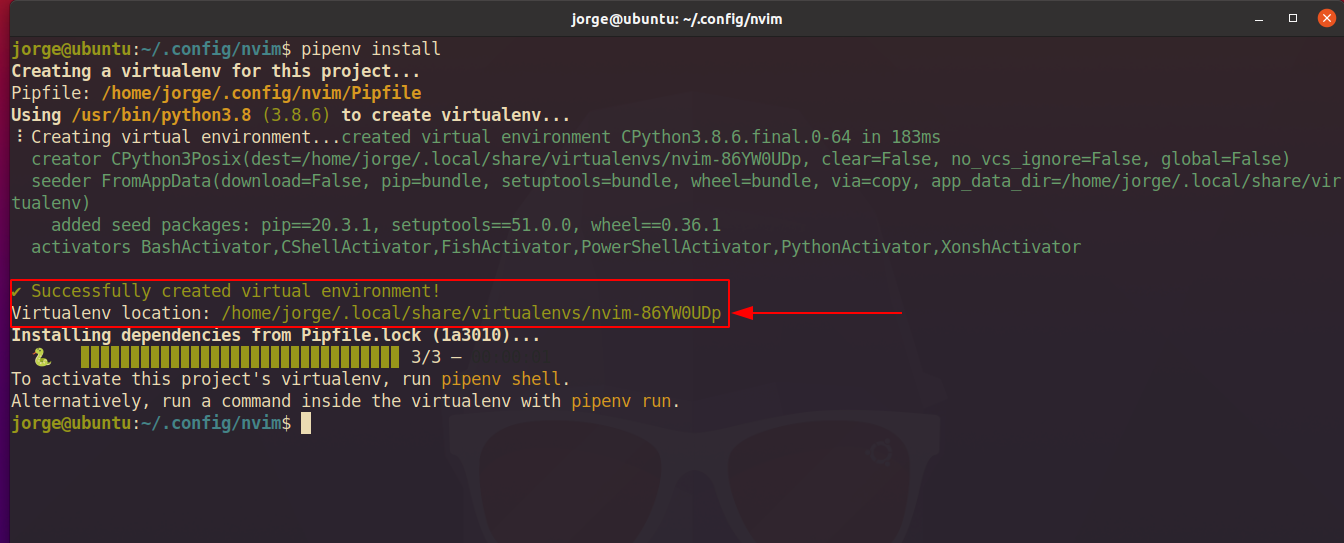 jorge@ubuntu: ~/.config/nvim
jorge@ubuntu:~/.config/nvim$ pipenv install
Creating a virtualenv for this project...
Pipfile: /home/jorge/.config/nvim/Pipfile
Using /usr/bin/python3.8 (3.8.6) to create virtualenv...
⠸ Creating virtual environment...created virtual environment CPython3.8.6.final.0-64 in 183ms
  creator CPython3Posix(dest=/home/jorge/.local/share/virtualenvs/nvim-86YW0UDp, clear=False, no_vcs_ignore=False, global=False)
  seeder FromAppData(download=False, pip=bundle, setuptools=bundle, wheel=bundle, via=copy, app_data_dir=/home/jorge/.local/share/vir
tualenv)
    added seed packages: pip==20.3.1, setuptools==51.0.0, wheel==0.36.1
  activators BashActivator,CShellActivator,FishActivator,PowerShellActivator,PythonActivator,XonshActivator
✔ Successfully created virtual environment!
Virtualenv location: /home/jorge/.local/share/virtualenvs/nvim-86YW0UDp
Installing dependencies from Pipfile.lock (1a3010)...
  🐍   ▉▉▉▉▉▉▉▉▉▉▉▉▉▉▉▉▉▉▉▉▉▉▉▉▉▉▉▉▉▉▉▉ 3/3 —
To activate this project's virtualenv, run pipenv shell.
Alternatively, run a command inside the virtualenv with pipenv run.
jorge@ubuntu:~/.config/nvim$